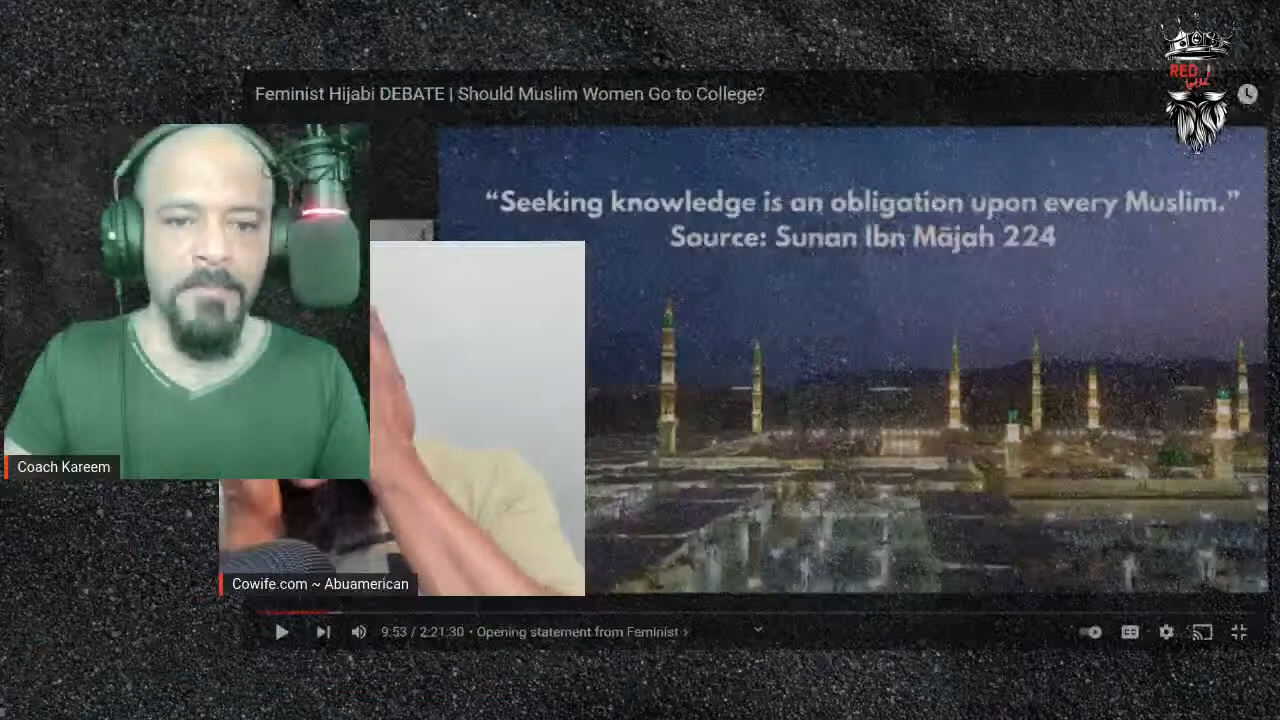 RED
Feminist Hijabi DEBATE | Should Muslim Women Go to College?
“Seeking knowledge is an obligation upon every Muslim.”
Source: Sunan Ibn Mājah 224
Coach Kareem
Cowife.com ~ Abuamerican
9:53 / 2:21:30 • Opening statement from Feminist ›
CC